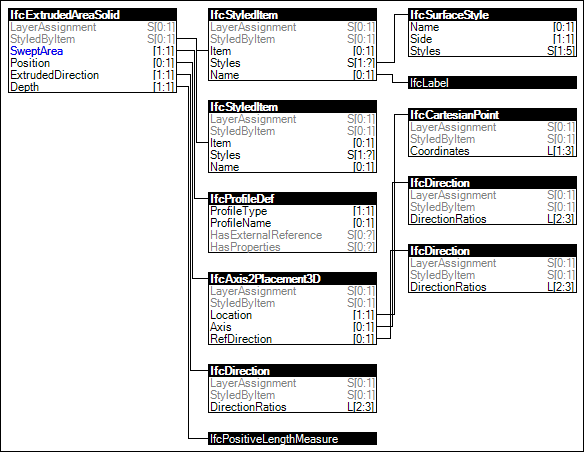 IfcExtrudedAreaSolid
LayerAssignment S[0:1]
StyledByItem S[0:1]
SweptArea [1:1]
Position [0:1]
ExtrudedDirection [1:1]
Depth [1:1]
IfcStyledItem
LayerAssignment S[0:1]
StyledByItem S[0:1]
Item [0:1]
Styles S[1:?]
Name [0:1]
IfcStyledItem
LayerAssignment S[0:1]
StyledByItem S[0:1]
Item [0:1]
Styles S[1:?]
Name [0:1]
IfcProfileDef
ProfileType [1:1]
ProfileName [0:1]
HasExternalReference S[0:?]
HasProperties S[0:?]
IfcAxis2Placement3D
LayerAssignment S[0:1]
StyledByItem S[0:1]
Location [1:1]
Axis [0:1]
RefDirection [0:1]
IfcDirection
LayerAssignment S[0:1]
StyledByItem S[0:1]
DirectionRatios L[2:3]
IfcPositiveLengthMeasure
IfcSurfaceStyle
Name [0:1]
Side [1:1]
Styles S[1:5]
IfcLabel
IfcCartesianPoint
LayerAssignment S[0:1]
StyledByItem S[0:1]
Coordinates L[1:3]
IfcDirection
LayerAssignment S[0:1]
StyledByItem S[0:1]
DirectionRatios L[2:3]
IfcDirection
LayerAssignment S[0:1]
StyledByItem S[0:1]
DirectionRatios L[2:3]